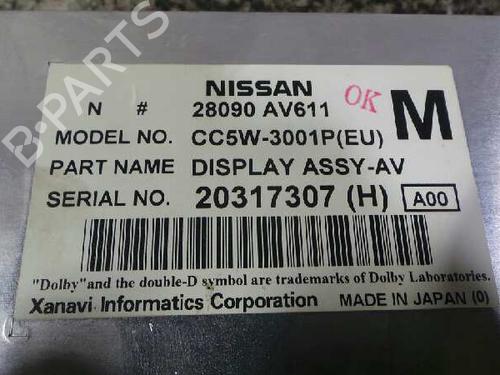 B-PARTS
NISSAN
N # 28090 AV611
OK
M
MODEL NO. CC5W-3001P(EU)
PART NAME DISPLAY ASSY-AV
SERIAL NO. 20317307 (H) A00
"Dolby"and the double-D symbol are trademarks of Dolby Laboratories.
Xanavi Informatics Corporation MADE IN JAPAN (0)